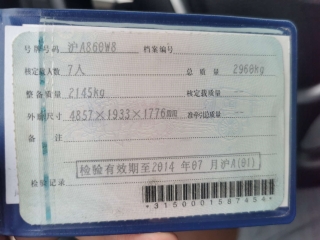 号牌号码 沪A860W8 档案编号
核定载人数 7人 总质量 2960kg
整备质量 2145kg 核定载质量 --
外廓尺寸 4857×1933×1776mm 准牵引总质量 --
备注
检验有效期至2014年07月沪A(01)
检验记录
*3150001587454*